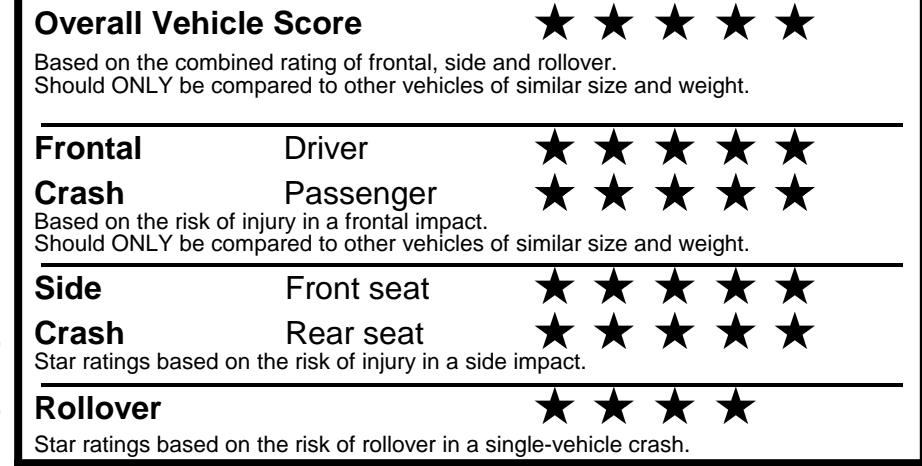 Overall Vehicle Score ★ ★ ★ ★ ★
Based on the combined rating of frontal, side and rollover.
Should ONLY be compared to other vehicles of similar size and weight.
Frontal Driver ★ ★ ★ ★ ★
Crash Passenger ★ ★ ★ ★ ★
Based on the risk of injury in a frontal impact.
Should ONLY be compared to other vehicles of similar size and weight.
Side Front seat ★ ★ ★ ★ ★
Crash Rear seat ★ ★ ★ ★ ★
Star ratings based on the risk of injury in a side impact.
Rollover ★ ★ ★ ★
Star ratings based on the risk of rollover in a single-vehicle crash.